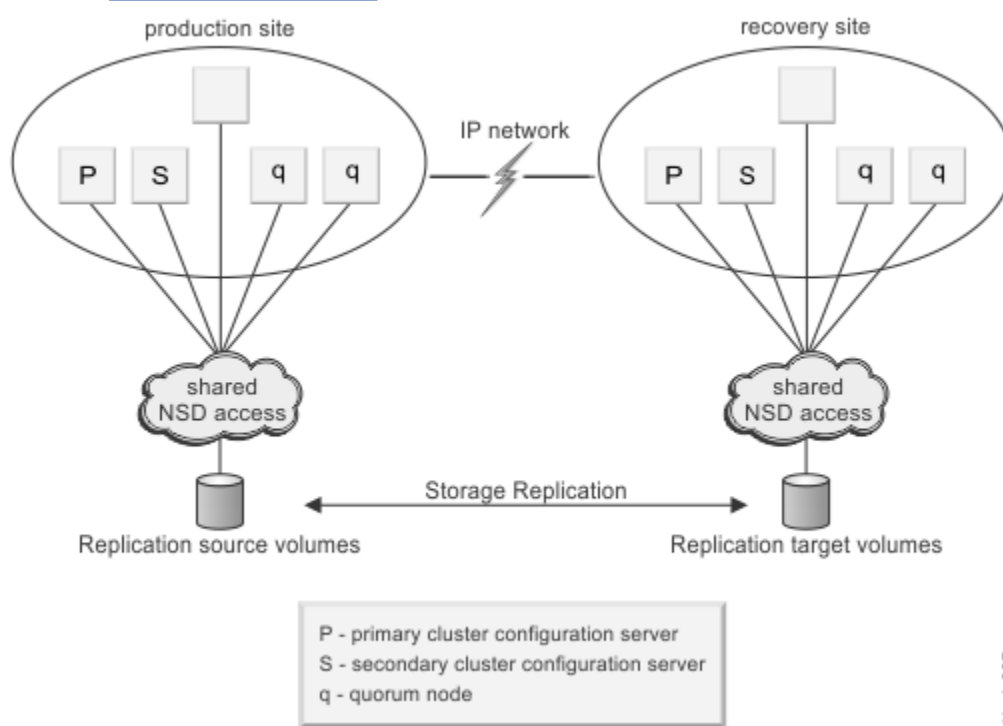 production site
recovery site
IP network
P
S
q
q
P
S
q
q
shared
NSD access
shared
NSD access
Storage Replication
Replication source volumes
Replication target volumes
P - primary cluster configuration server
S - secondary cluster configuration server
q - quorum node